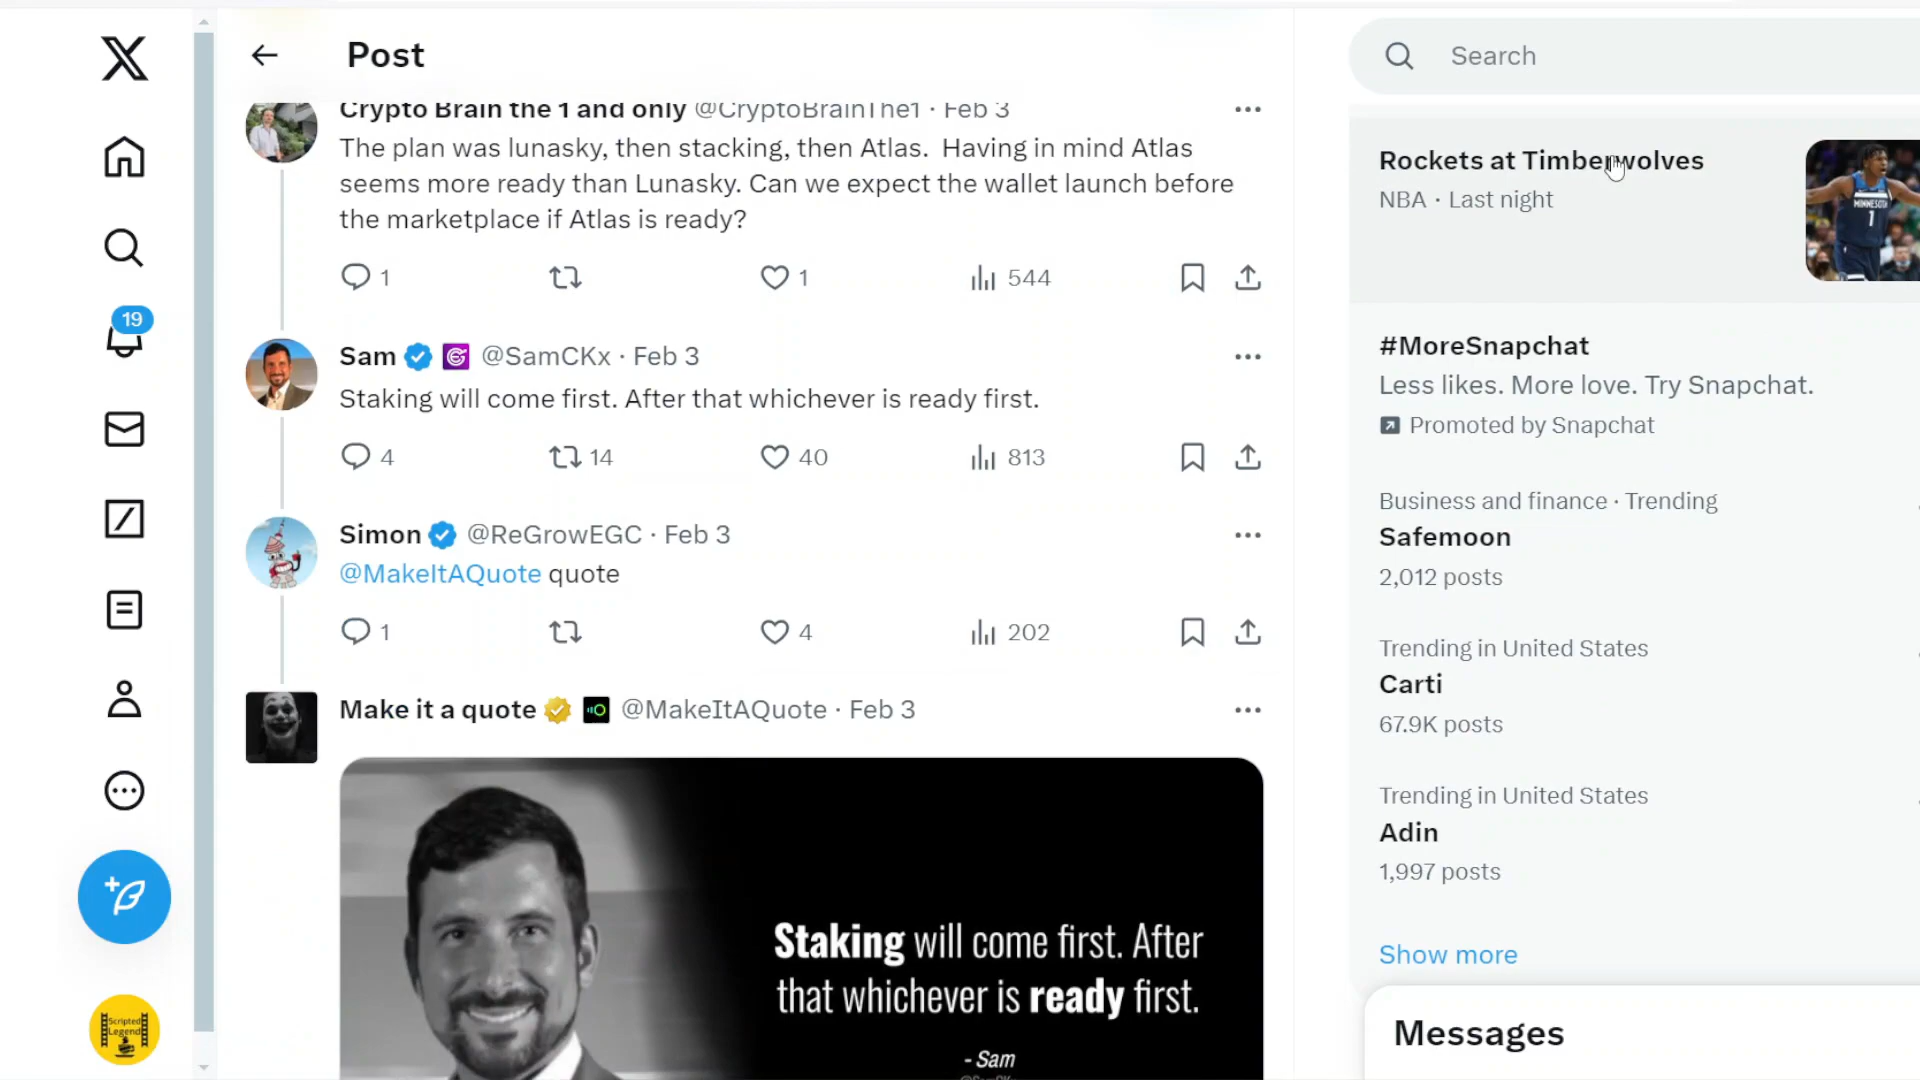 Post
Crypto Brain the 1 and only @CryptoBrainThe1 · Feb 3
The plan was lunasky, then stacking, then Atlas. Having in mind Atlas
seems more ready than Lunasky. Can we expect the wallet launch before
the marketplace if Atlas is ready?
1
1
544
Sam @SamCKx · Feb 3
Staking will come first. After that whichever is ready first.
4
14
40
813
Simon @ReGrowEGC · Feb 3
@MakeItAQuote quote
1
4
202
Make it a quote @MakeItAQuote · Feb 3
Staking will come first. After
that whichever is ready first.
- Sam
19
Scripted
Legend
Search
Rockets at Timberwolves
NBA · Last night
MINNESOTA
1
#MoreSnapchat
Less likes. More love. Try Snapchat.
Promoted by Snapchat
Business and finance · Trending
Safemoon
2,012 posts
Trending in United States
Carti
67.9K posts
Trending in United States
Adin
1,997 posts
Show more
Messages